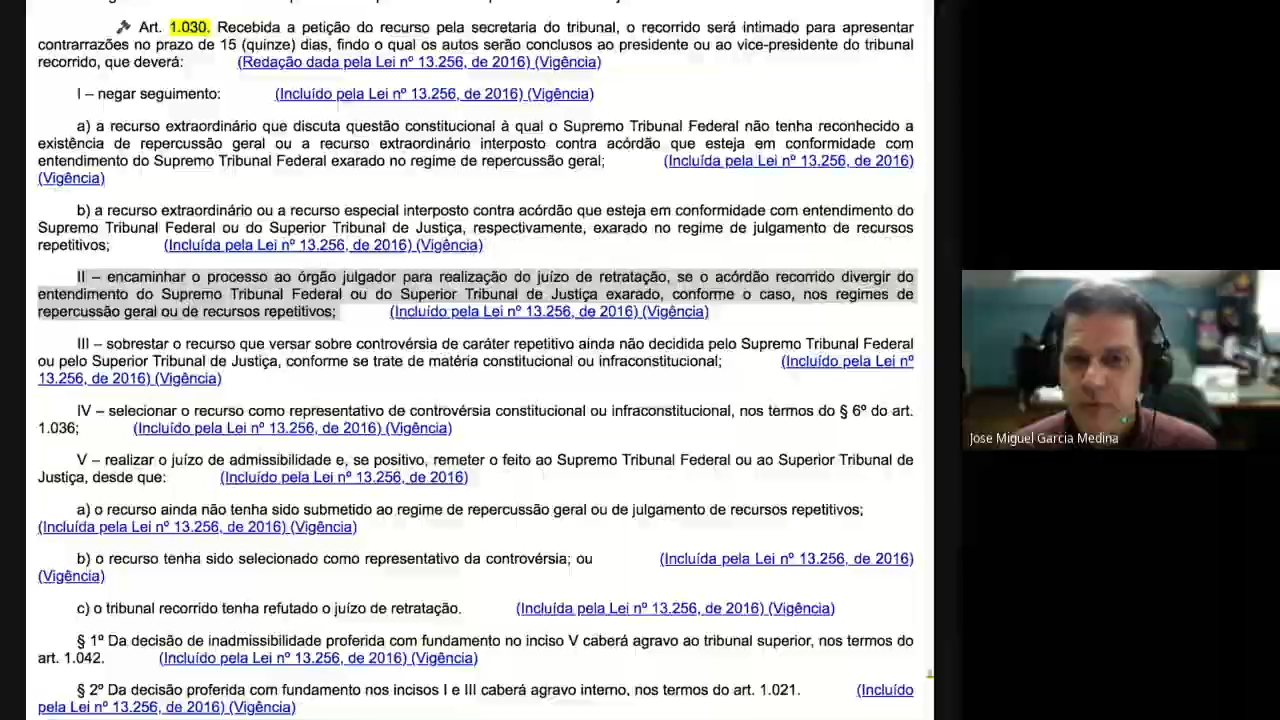 Art. 1.030. Recebida a petição do recurso pela secretaria do tribunal, o recorrido será intimado para apresentar
contrarrazões no prazo de 15 (quinze) dias, findo o qual os autos serão conclusos ao presidente ou ao vice-presidente do tribunal
recorrido, que deverá: (Redação dada pela Lei nº 13.256, de 2016) (Vigência)
I – negar seguimento: (Incluído pela Lei nº 13.256, de 2016) (Vigência)
a) a recurso extraordinário que discuta questão constitucional à qual o Supremo Tribunal Federal não tenha reconhecido a
existência de repercussão geral ou a recurso extraordinário interposto contra acórdão que esteja em conformidade com
entendimento do Supremo Tribunal Federal exarado no regime de repercussão geral; (Incluída pela Lei nº 13.256, de 2016)
(Vigência)
b) a recurso extraordinário ou a recurso especial interposto contra acórdão que esteja em conformidade com entendimento do
Supremo Tribunal Federal ou do Superior Tribunal de Justiça, respectivamente, exarado no regime de julgamento de recursos
repetitivos; (Incluída pela Lei nº 13.256, de 2016) (Vigência)
II – encaminhar o processo ao órgão julgador para realização do juízo de retratação, se o acórdão recorrido divergir do
entendimento do Supremo Tribunal Federal ou do Superior Tribunal de Justiça exarado, conforme o caso, nos regimes de
repercussão geral ou de recursos repetitivos; (Incluído pela Lei nº 13.256, de 2016) (Vigência)
III – sobrestar o recurso que versar sobre controvérsia de caráter repetitivo ainda não decidida pelo Supremo Tribunal Federal
ou pelo Superior Tribunal de Justiça, conforme se trate de matéria constitucional ou infraconstitucional; (Incluído pela Lei nº
13.256, de 2016) (Vigência)
IV – selecionar o recurso como representativo de controvérsia constitucional ou infraconstitucional, nos termos do § 6º do art.
1.036; (Incluído pela Lei nº 13.256, de 2016) (Vigência)
V – realizar o juízo de admissibilidade e, se positivo, remeter o feito ao Supremo Tribunal Federal ou ao Superior Tribunal de
Justiça, desde que: (Incluído pela Lei nº 13.256, de 2016)
a) o recurso ainda não tenha sido submetido ao regime de repercussão geral ou de julgamento de recursos repetitivos;
(Incluída pela Lei nº 13.256, de 2016) (Vigência)
b) o recurso tenha sido selecionado como representativo da controvérsia; ou (Incluída pela Lei nº 13.256, de 2016)
(Vigência)
c) o tribunal recorrido tenha refutado o juízo de retratação. (Incluída pela Lei nº 13.256, de 2016) (Vigência)
§ 1º Da decisão de inadmissibilidade proferida com fundamento no inciso V caberá agravo ao tribunal superior, nos termos do
art. 1.042. (Incluído pela Lei nº 13.256, de 2016) (Vigência)
§ 2º Da decisão proferida com fundamento nos incisos I e III caberá agravo interno, nos termos do art. 1.021. (Incluído
pela Lei nº 13.256, de 2016) (Vigência)
Jose Miguel Garcia Medina